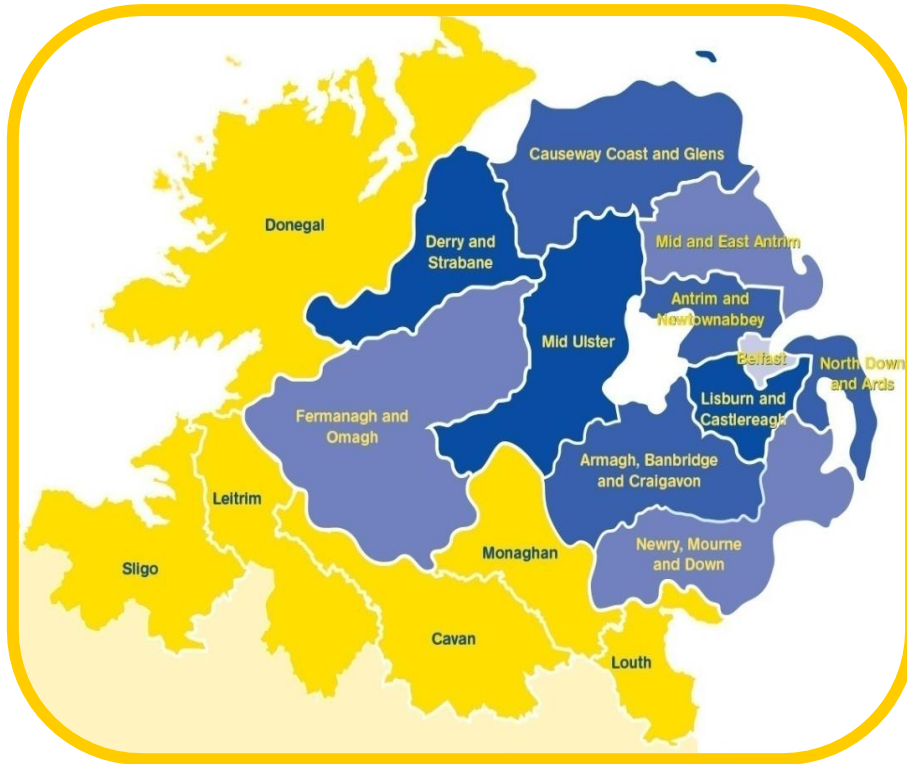 Causeway Coast and Glens
Donegal
Derry and
Strabane
Mid and East Antrim
Antrim and
Newtownabbey
Mid Ulster
Belfast
North Down
and Ards
Lisburn and
Castlereagh
Fermanagh and
Omagh
Armagh, Banbridge
and Craigavon
Leitrim
Monaghan
Newry, Mourne
and Down
Sligo
Cavan
Louth